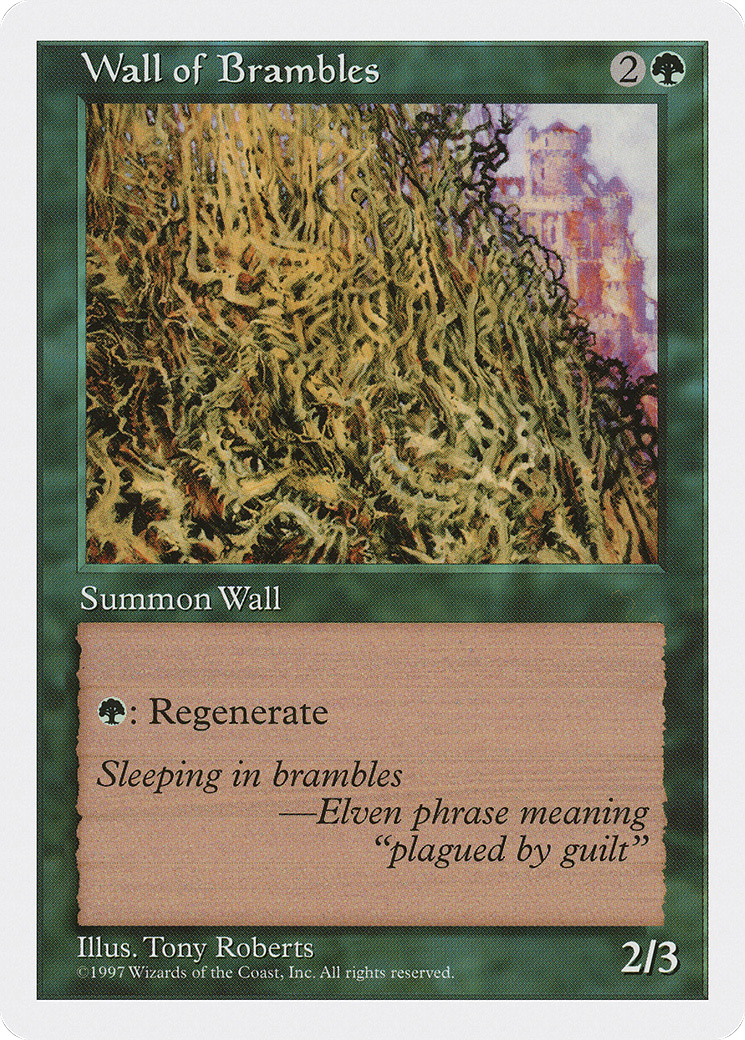 Wall of Brambles 2
Summon Wall
: Regenerate
Sleeping in brambles
—Elven phrase meaning
“plagued by guilt”
Illus. Tony Roberts
©1997 Wizards of the Coast, Inc. All rights reserved.
2/3